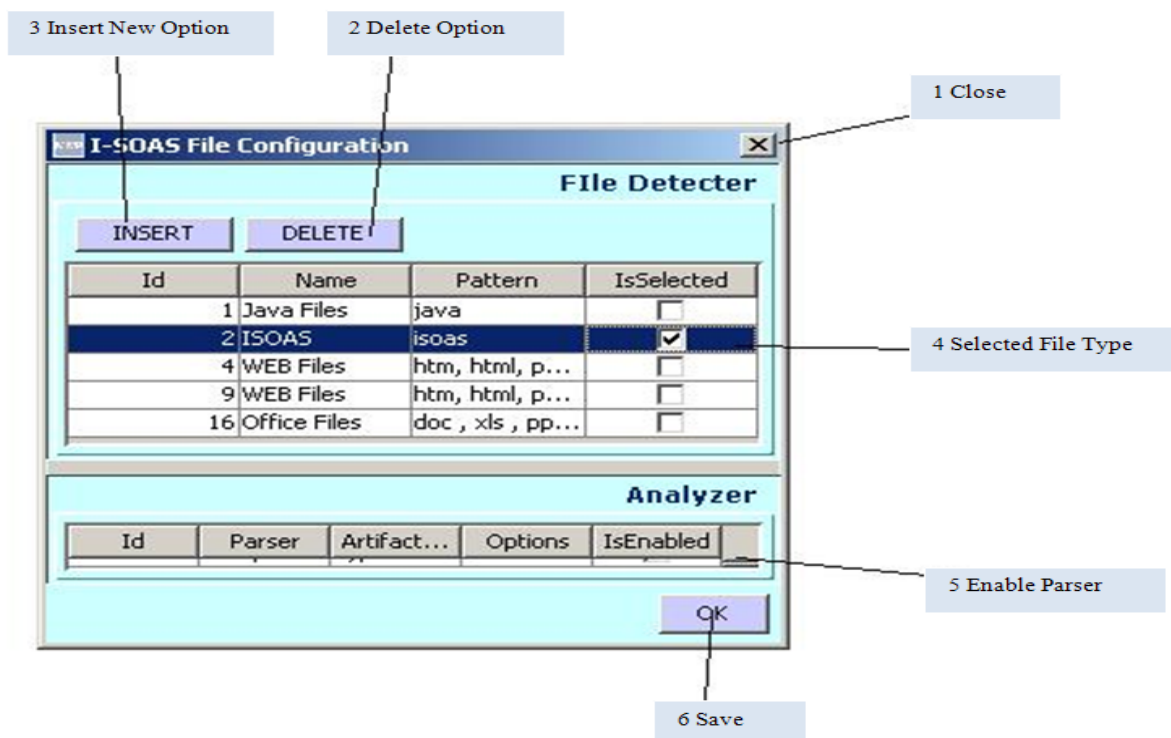 3 Insert New Option
2 Delete Option
1 Close
I-SOAS File Configuration
FIle Detecter
INSERT DELETE
Id Name Pattern IsSelected
1 Java Files java
2 ISOAS isoas
4 WEB Files htm, html, p...
9 WEB Files htm, html, p...
16 Office Files doc , xls , pp...
4 Selected File Type
Analyzer
Id Parser Artifact... Options IsEnabled
5 Enable Parser
OK
6 Save